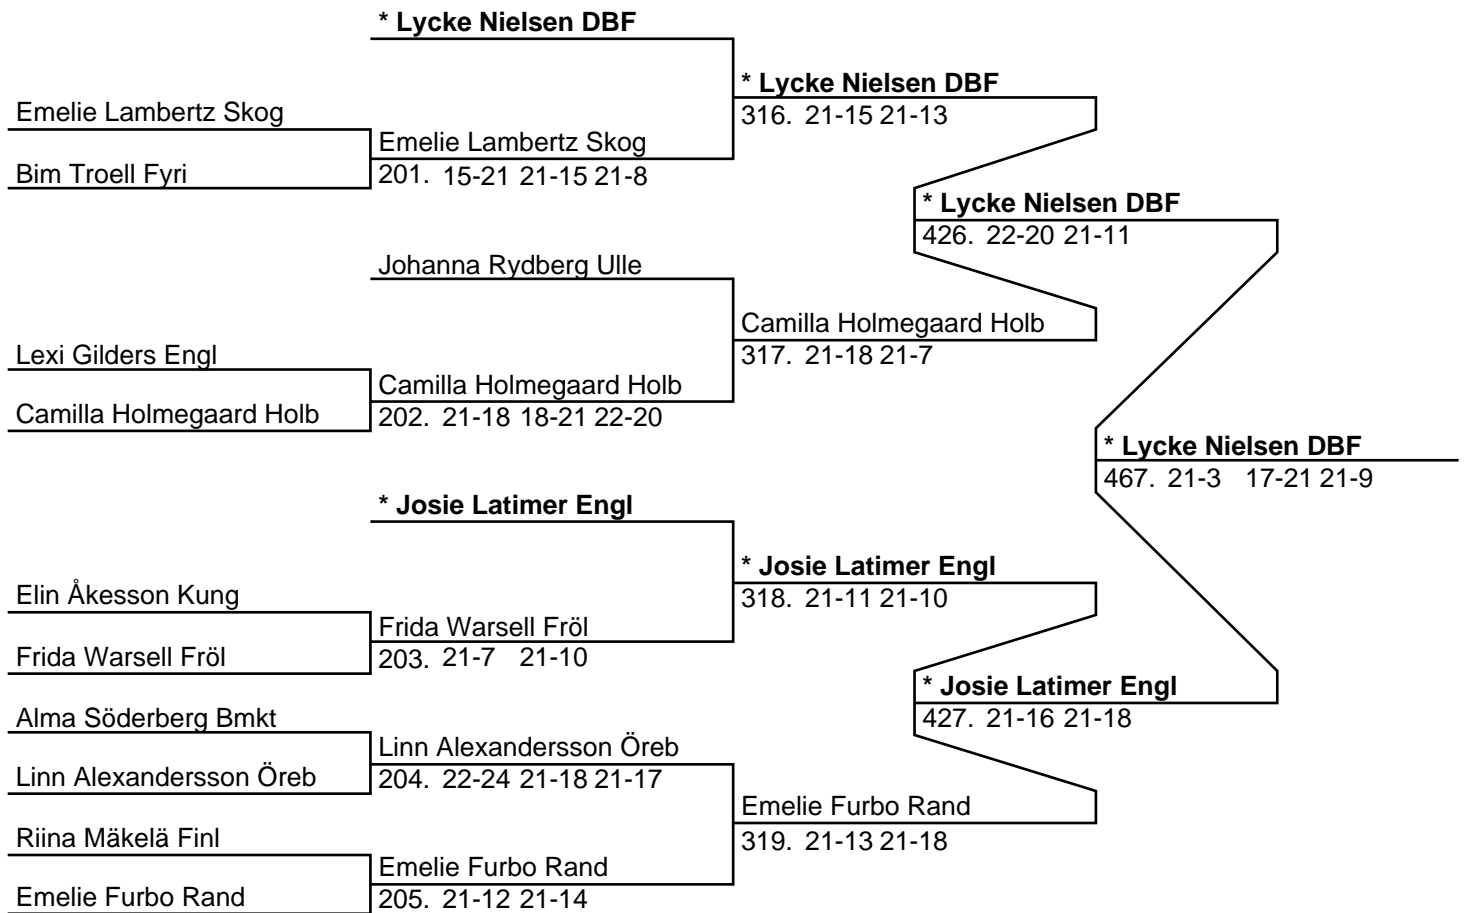 * Lycke Nielsen DBF
* Lycke Nielsen DBF
Emelie Lambertz Skog
316. 21-15 21-13
Emelie Lambertz Skog
Bim Troell Fyri
201. 15-21 21-15 21-8
* Lycke Nielsen DBF
426. 22-20 21-11
Johanna Rydberg Ulle
Camilla Holmegaard Holb
Lexi Gilders Engl
317. 21-18 21-7
Camilla Holmegaard Holb
Camilla Holmegaard Holb
202. 21-18 18-21 22-20
* Lycke Nielsen DBF
467. 21-3 17-21 21-9
* Josie Latimer Engl
* Josie Latimer Engl
Elin Åkesson Kung
318. 21-11 21-10
Frida Warsell Fröl
Frida Warsell Fröl
203. 21-7 21-10
* Josie Latimer Engl
Alma Söderberg Bmkt
427. 21-16 21-18
Linn Alexandersson Öreb
Linn Alexandersson Öreb
204. 22-24 21-18 21-17
Emelie Furbo Rand
Riina Mäkelä Finl
319. 21-13 21-18
Emelie Furbo Rand
Emelie Furbo Rand
205. 21-12 21-14